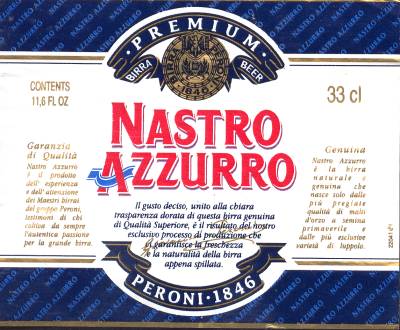 PREMIUM
BIRRA BEER
1846
CONTENTS
11,6 FL OZ
33 cl
NASTRO
AZZURRO
Garanzia
di Qualità
Nastro Azzurro
è il prodotto
dell' esperienza
e dell' attenzione
dei Maestri birrai
del gruppo Peroni,
testimoni di chi
coltiva da sempre
l'autentica passione
per la grande birra.
Genuina
Nastro Azzurro
è la birra
naturale e
genuina che
nasce solo dalle
più pregiate
qualità di malti
d'orzo a semina
primaverile e
dalle più esclusive
varietà di luppolo.
Il gusto deciso, unito alla chiara
trasparenza dorata di questa birra genuina
di Qualità Superiore, è il risultato del nostro
esclusivo processo di produzione che
vi garantisce la freschezza
e la naturalità della birra
appena spillata.
PERONI · 1846
NASTRO AZZURRO